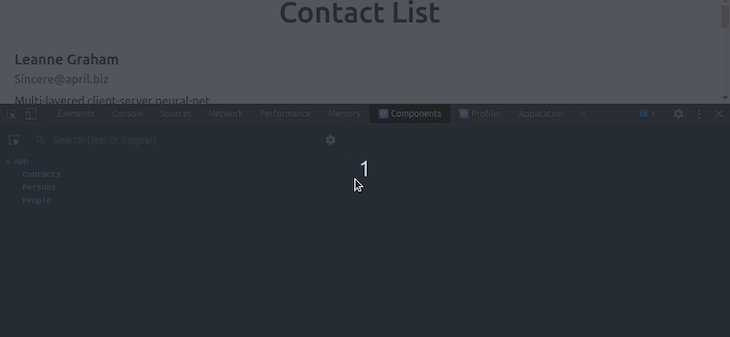 Contact List
Leanne Graham
Sincere@april.biz
Multi-layered client-server neural-net
Elements Console Sources Network Performance Memory Components Profiler Application » 1
Search (text or /regex/)
1
App
Contacts
Persons
People